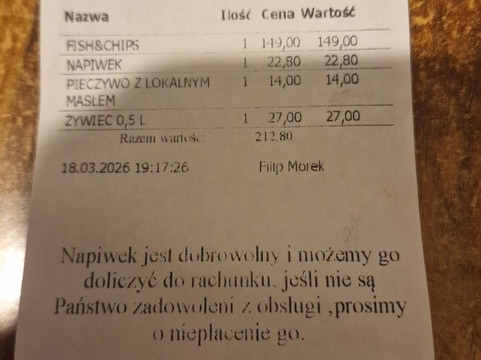 Nazwa Ilość Cena Wartość
FISH&CHIPS 1 149,00 149,00
NAPIWEK 1 22,80 22,80
PIECZYWO Z LOKALNYM 1 14,00 14,00
MASŁEM
ŻYWIEC 0,5 L 1 27,00 27,00
Razem wartość: 212,80
18.03.2026 19:17:26 Filip Morek
Napiwek jest dobrowolny i możemy go
doliczyć do rachunku, jeśli nie są
Państwo zadowoleni z obsługi ,prosimy
o niepłacenie go.